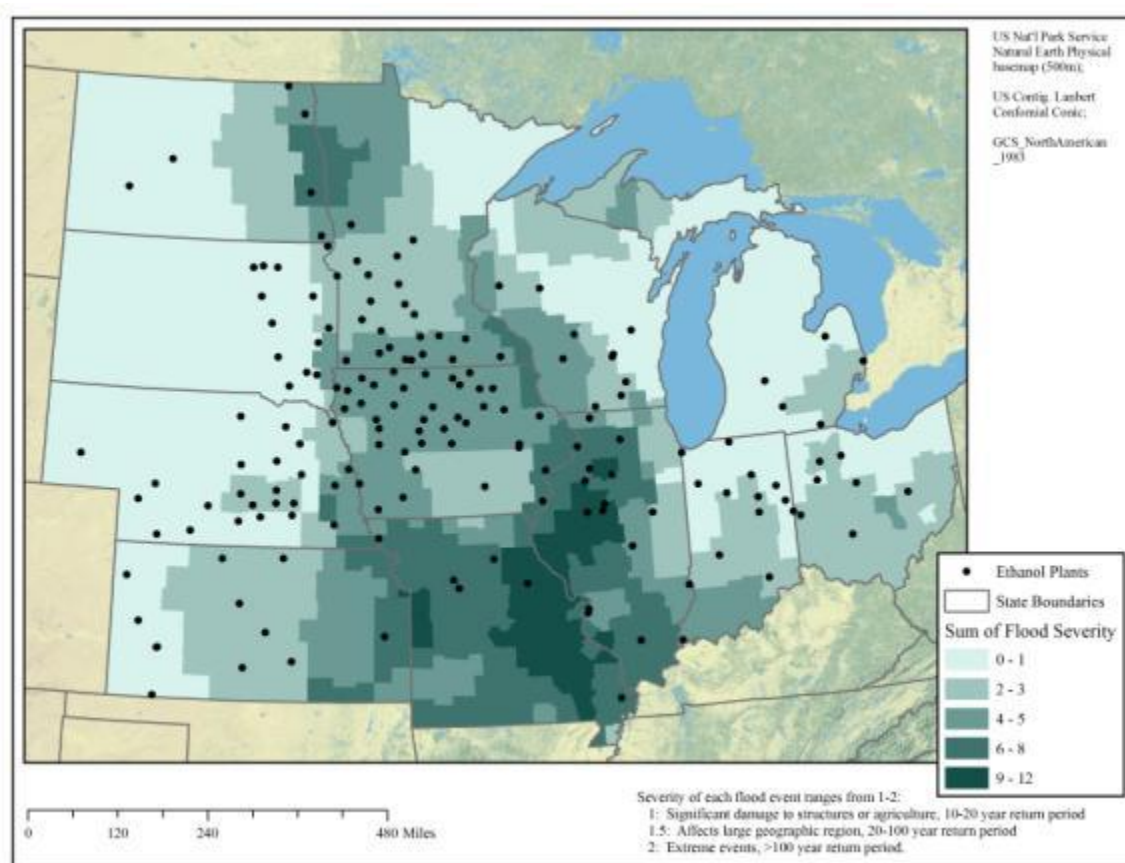 US Nat'l Park Service
Natural Earth Physical
basemap (500m);
US Contig. Lambert
Conformial Conic;
GCS_NorthAmerican
_1983
Ethanol Plants
State Boundaries
Sum of Flood Severity
0 - 1
2 - 3
4 - 5
6 - 8
9 - 12
Severity of each flood event ranges from 1-2:
1: Significant damage to structures or agriculture, 10-20 year return period
1.5: Affects large geographic region, 20-100 year return period
2: Extreme events, >100 year return period.
0 120 240 480 Miles